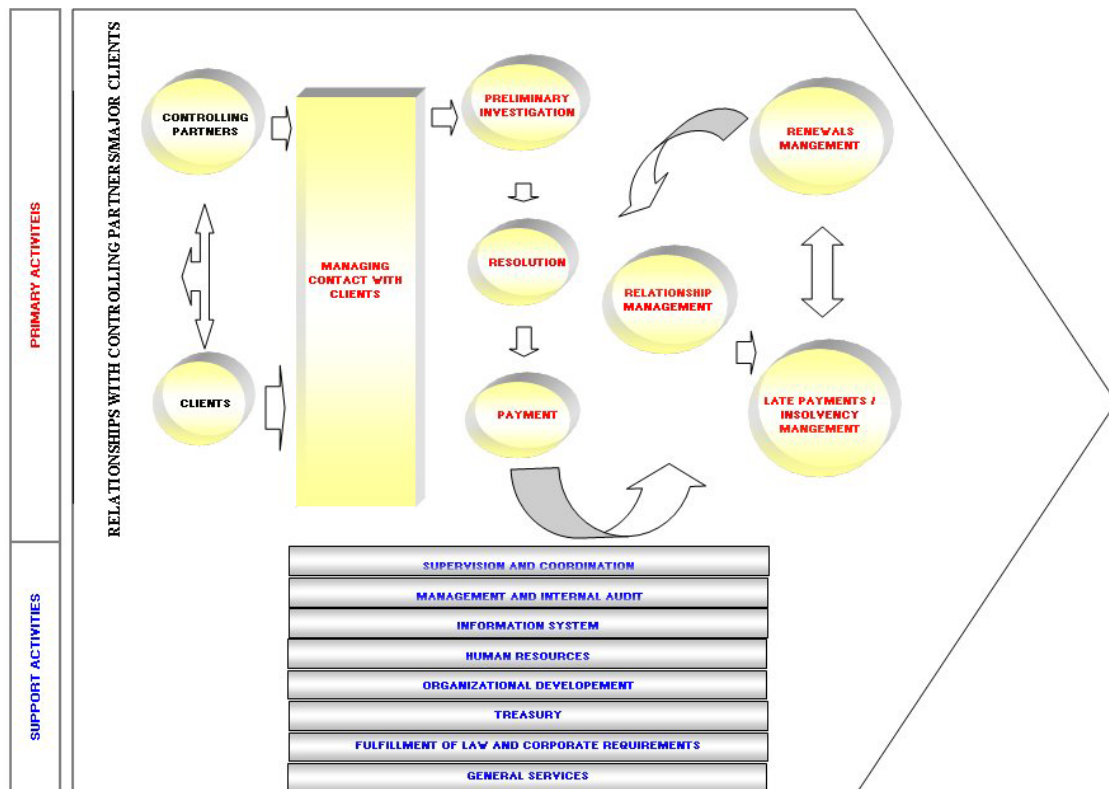 PRIMARY ACTIVITEIS
SUPPORT ACTIVITIES
RELATIONSHIPS WITH CONTROLLING PARTNERS/MAJOR CLIENTS
CONTROLLING
PARTNERS
CLIENTS
MANAGING
CONTACT WITH
CLIENTS
PRELIMINARY
INVESTIGATION
RESOLUTION
PAYMENT
RELATIONSHIP
MANAGEMENT
RENEWALS
MANGEMENT
LATE PAYMENTS /
INSOLVENCY
MANGEMENT
SUPERVISION AND COORDINATION
MANAGEMENT AND INTERNAL AUDIT
INFORMATION SYSTEM
HUMAN RESOURCES
ORGANIZATIONAL DEVELOPEMENT
TREASURY
FULFILLMENT OF LAW AND CORPORATE REQUIREMENTS
GENERAL SERVICES